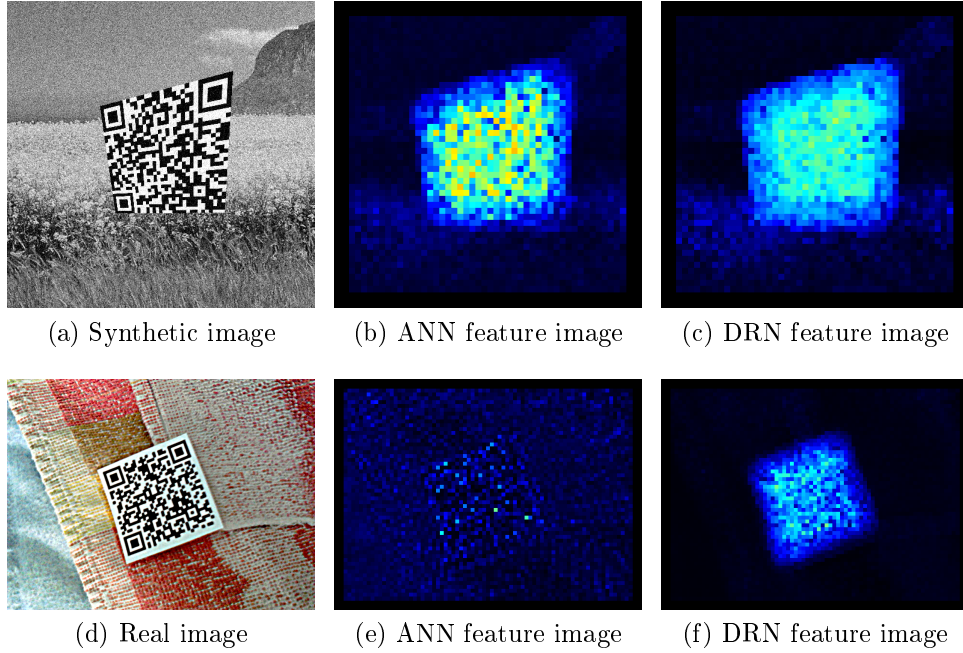 (a) Synthetic image
(b) ANN feature image
(c) DRN feature image
(d) Real image
(e) ANN feature image
(f) DRN feature image